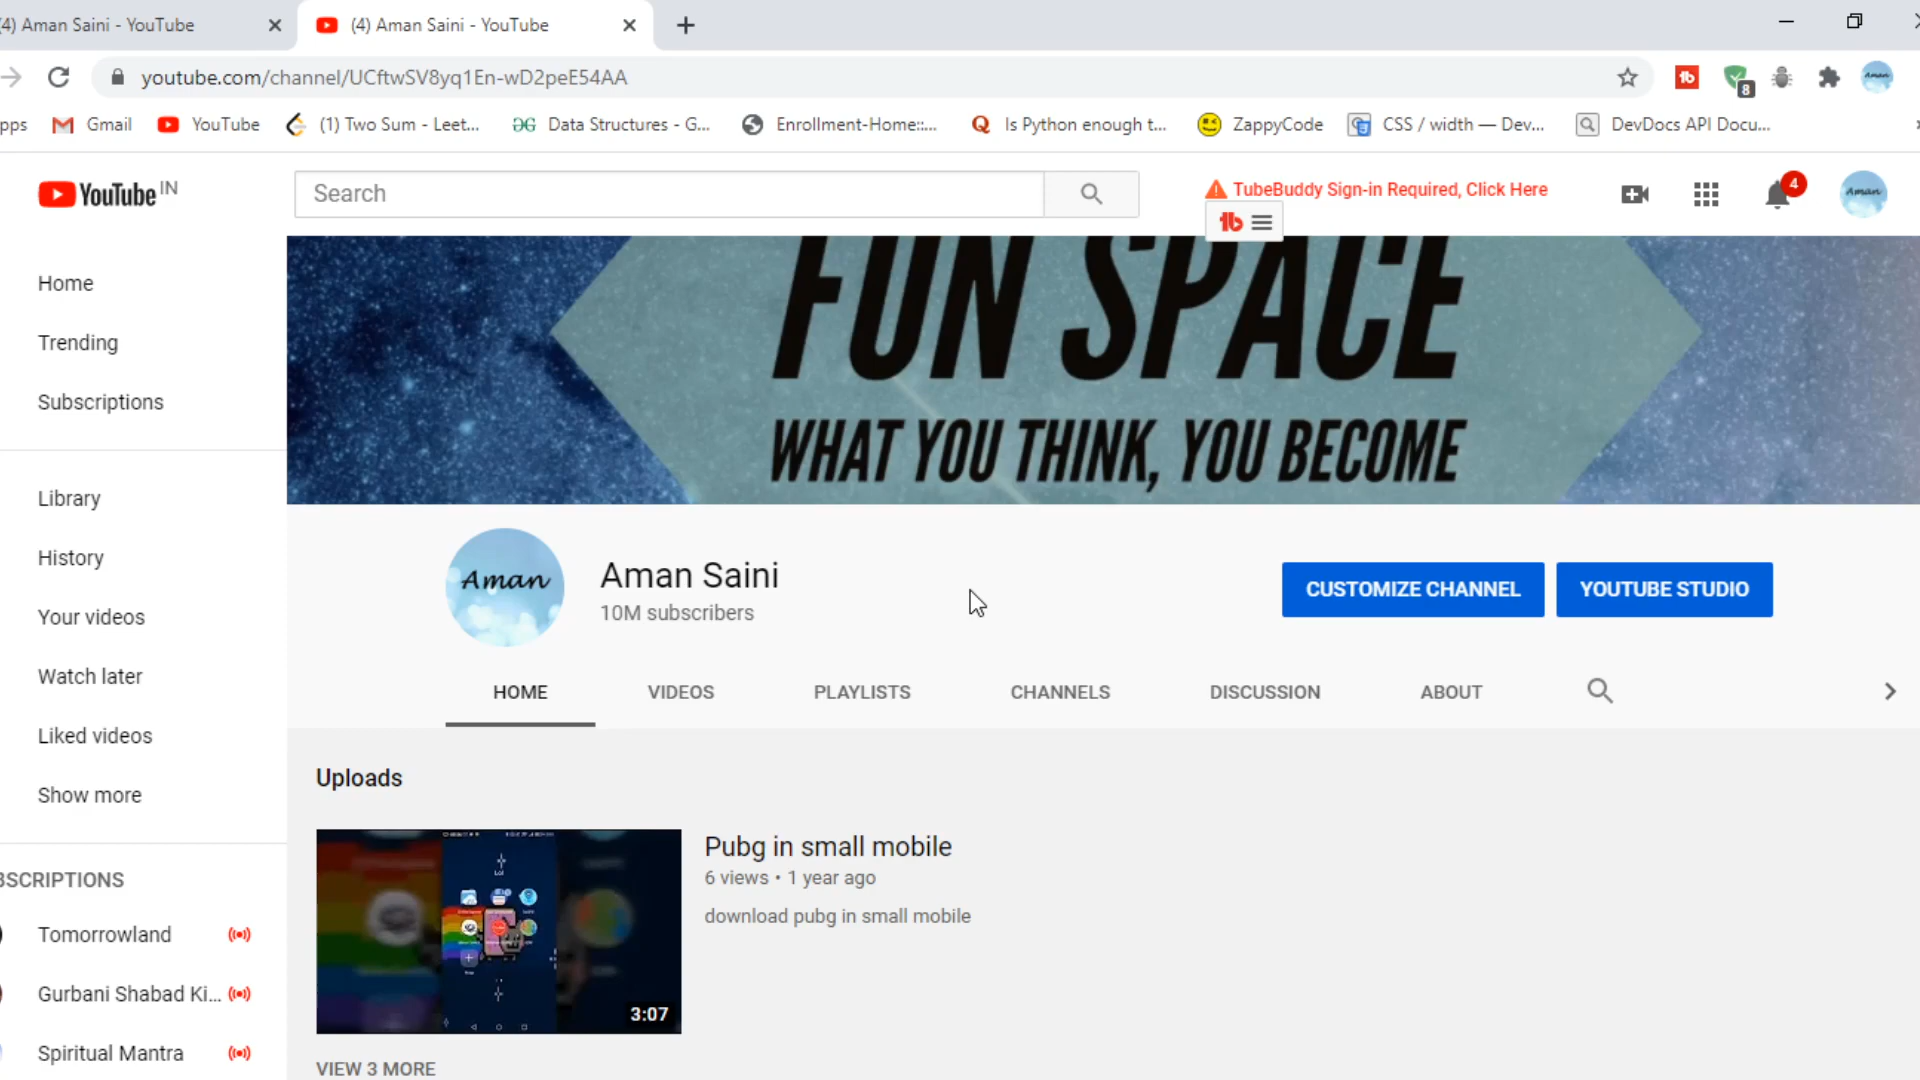 (4) Aman Saini - YouTube
(4) Aman Saini - YouTube
youtube.com/channel/UCftwSV8yq1En-wD2peE54AA
8
Aman
pps
Gmail
YouTube
(1) Two Sum - Leet...
Data Structures - G...
Enrollment-Home::...
Is Python enough t...
ZappyCode
CSS / width — Dev...
DevDocs API Docu...
YouTube IN
Search
TubeBuddy Sign-in Required, Click Here
4
Aman
FUN SPACE
WHAT YOU THINK, YOU BECOME
Home
Trending
Subscriptions
Library
History
Your videos
Watch later
Liked videos
Show more
BSCRIPTIONS
Tomorrowland
Gurbani Shabad Ki...
Spiritual Mantra
Aman
Aman Saini
10M subscribers
CUSTOMIZE CHANNEL
YOUTUBE STUDIO
HOME
VIDEOS
PLAYLISTS
CHANNELS
DISCUSSION
ABOUT
Uploads
3:07
Pubg in small mobile
6 views • 1 year ago
download pubg in small mobile
VIEW 3 MORE